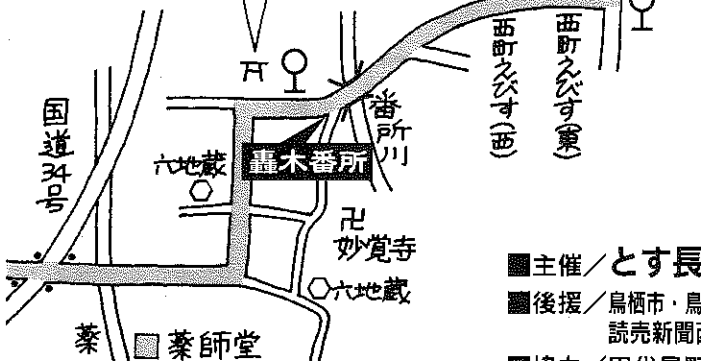 西町えびす(東)
西町えびす(西)
番所川
国道34号
六地蔵
轟木番所
卍
妙覚寺
六地蔵
薬
薬師堂
■主催/とす長
■後援/鳥栖市・鳥
読売新聞西